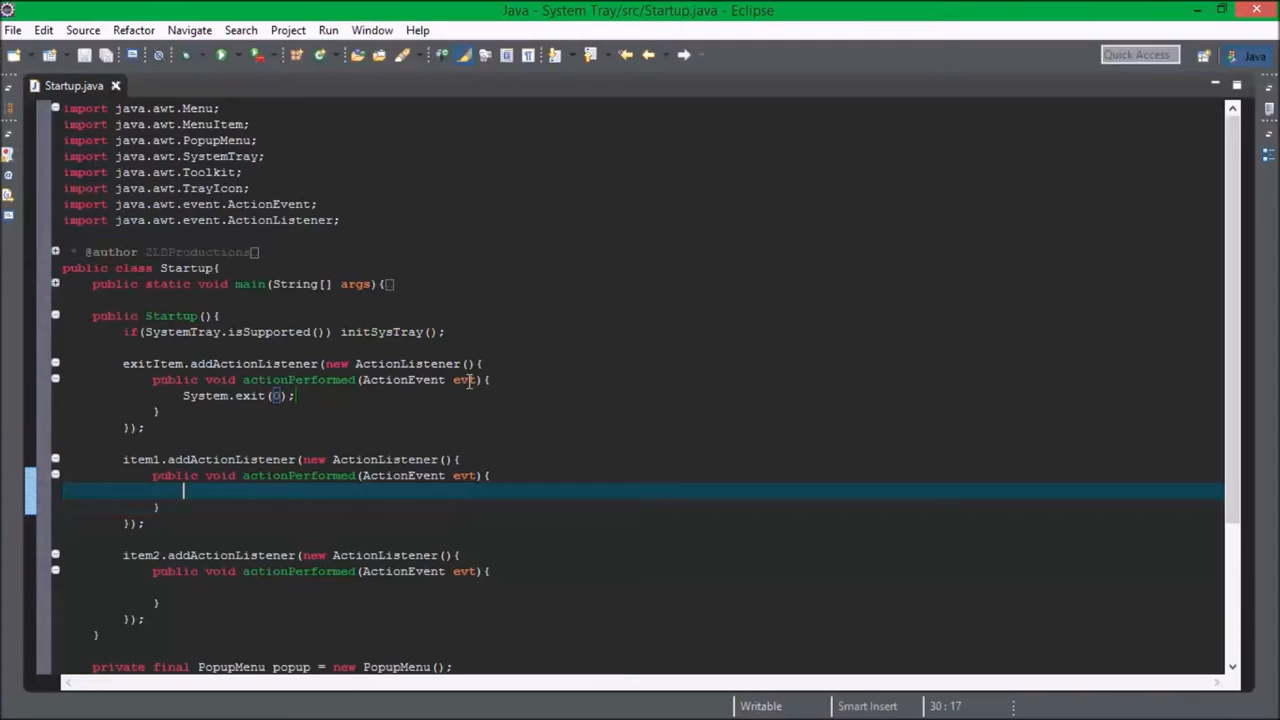 Java - System Tray/src/Startup.java - Eclipse
File Edit Source Refactor Navigate Search Project Run Window Help
Quick Access Java
Startup.java
import java.awt.Menu;
import java.awt.MenuItem;
import java.awt.PopupMenu;
import java.awt.SystemTray;
import java.awt.Toolkit;
import java.awt.TrayIcon;
import java.awt.event.ActionEvent;
import java.awt.event.ActionListener;
* @author 2LDProductions
public class Startup{
public static void main(String[] args){
public Startup(){
if(SystemTray.isSupported()) initSysTray();
exitItem.addActionListener(new ActionListener(){
public void actionPerformed(ActionEvent evt){
System.exit(0);
}
});
item1.addActionListener(new ActionListener(){
public void actionPerformed(ActionEvent evt){
}
});
item2.addActionListener(new ActionListener(){
public void actionPerformed(ActionEvent evt){
}
});
}
private final PopupMenu popup = new PopupMenu();
Writable Smart Insert 30 : 17